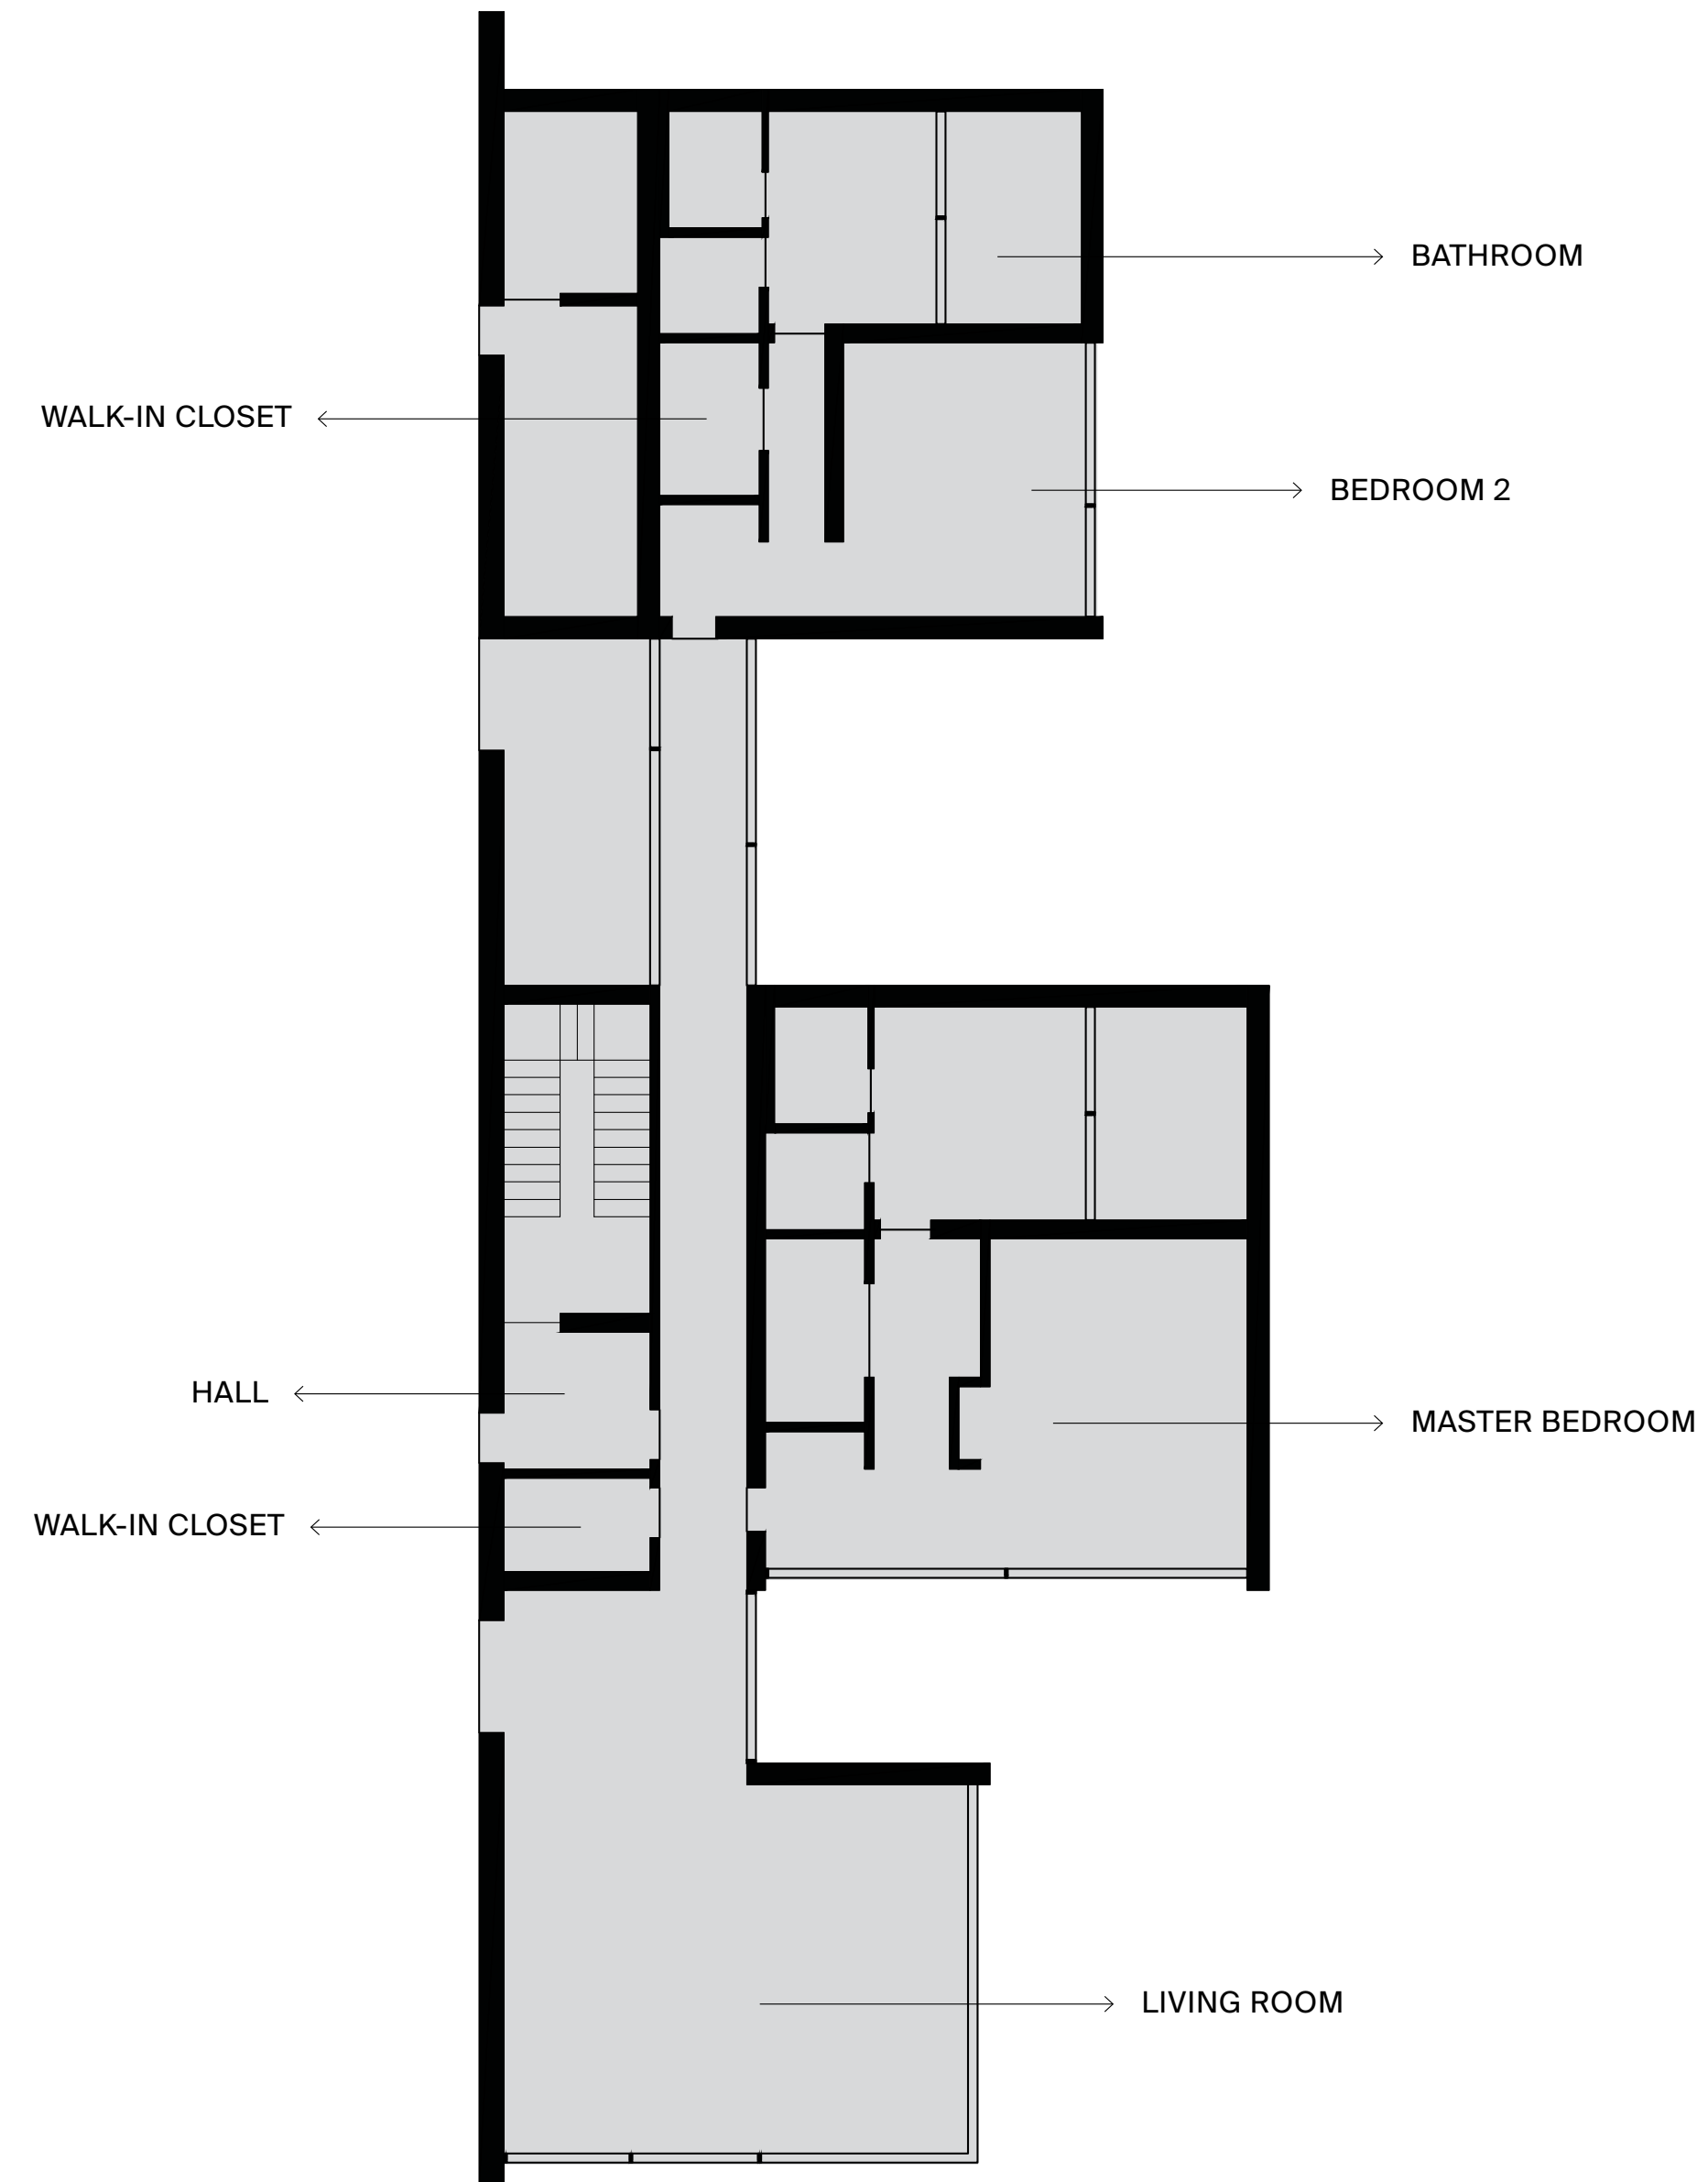 BATHROOM
WALK-IN CLOSET
BEDROOM 2
HALL
MASTER BEDROOM
WALK-IN CLOSET
LIVING ROOM